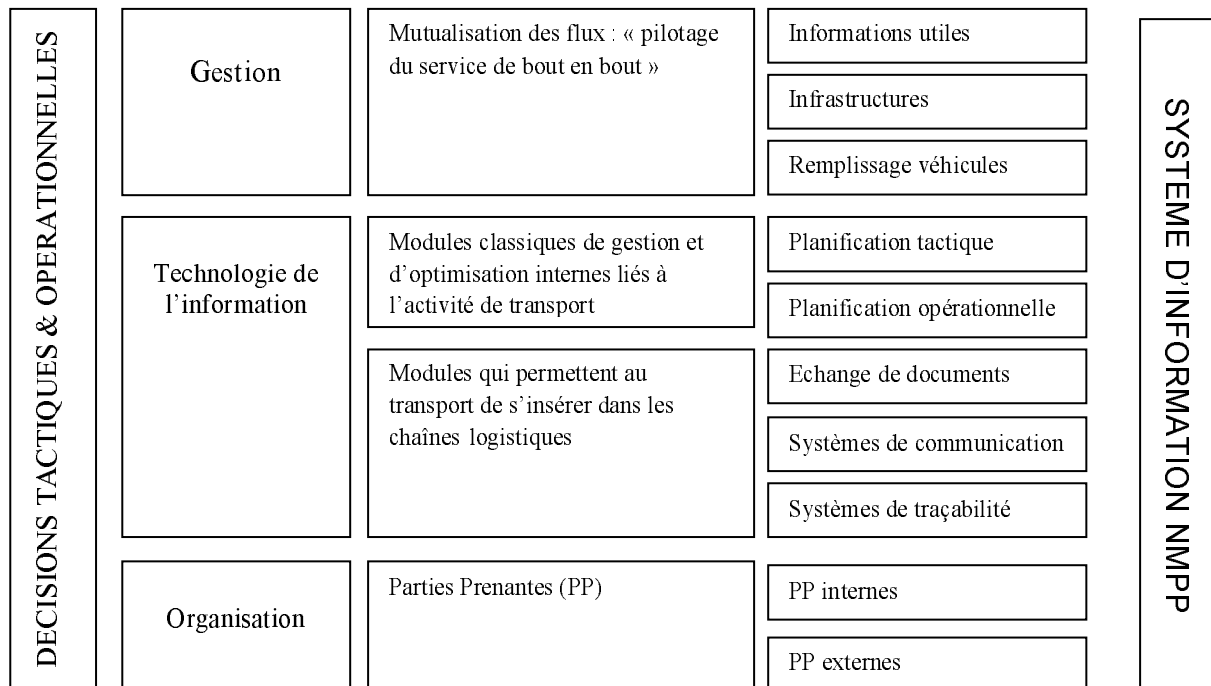 DECISIONS TACTIQUES & OPERATIONNELLES
Gestion
Mutualisation des flux : « pilotage
du service de bout en bout »
Informations utiles
Infrastructures
Remplissage véhicules
Technologie de
l’information
Modules classiques de gestion et
d’optimisation internes liés à
l’activité de transport
Planification tactique
Planification opérationnelle
Modules qui permettent au
transport de s’insérer dans les
chaînes logistiques
Echange de documents
Systèmes de communication
Systèmes de traçabilité
Organisation
Parties Prenantes (PP)
PP internes
PP externes
SYSTEME D’INFORMATION NMPP